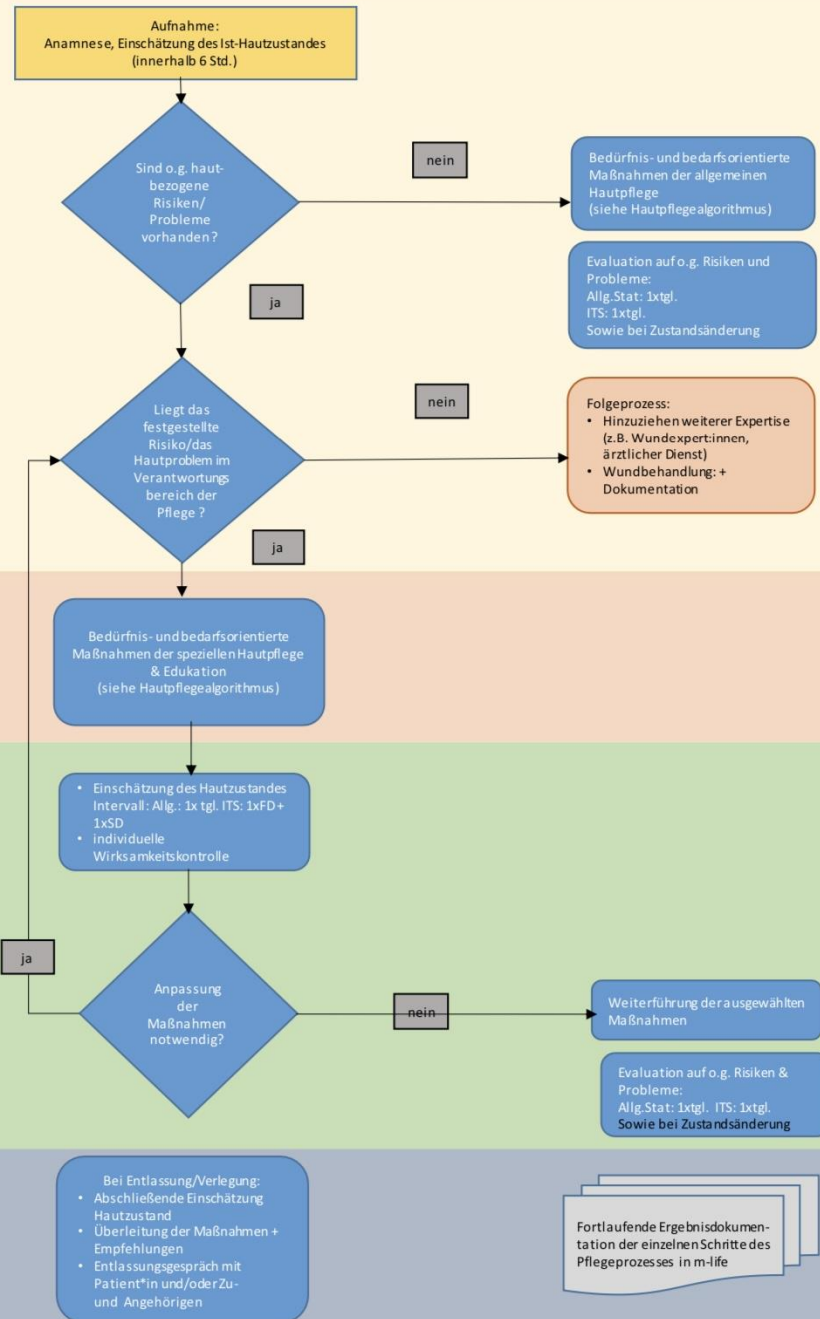 Aufnahme:
Anamnese, Einschätzung des Ist-Hautzustandes
(innerhalb 6 Std.)
Sind o.g. haut-
bezogene
Risiken/
Probleme
vorhanden ?
nein
Bedürfnis- und bedarfsorientierte
Maßnahmen der allgemeinen
Hautpflege
(siehe Hautpflegealgorithmus)
Evaluation auf o.g. Risiken und
Probleme:
Allg.Stat: 1xtgl.
ITS: 1xtgl.
Sowie bei Zustandsänderung
ja
Liegt das
festgestellte
Risiko/das
Hautproblem im
Verantwortungs
bereich der
Pflege ?
nein
Folgeprozess:
• Hinzuziehen weiterer Expertise
(z.B. Wundexpert:innen,
ärztlicher Dienst)
• Wundbehandlung: +
Dokumentation
ja
Bedürfnis- und bedarfsorientierte
Maßnahmen der speziellen Hautpflege
& Edukation
(siehe Hautpflegealgorithmus)
• Einschätzung des Hautzustandes
Intervall: Allg.: 1x tgl. ITS: 1xFD+
1xSD
• individuelle
Wirksamkeitskontrolle
ja
Anpassung
der
Maßnahmen
notwendig?
nein
Weiterführung der ausgewählten
Maßnahmen
Evaluation auf o.g. Risiken &
Probleme:
Allg.Stat: 1xtgl. ITS: 1xtgl.
Sowie bei Zustandsänderung
Bei Entlassung/Verlegung:
• Abschließende Einschätzung
Hautzustand
• Überleitung der Maßnahmen +
Empfehlungen
• Entlassungsgespräch mit
Patient*in und/oder Zu-
und Angehörigen
Fortlaufende Ergebnisdokumen-
tation der einzelnen Schritte des
Pflegeprozesses in m-life